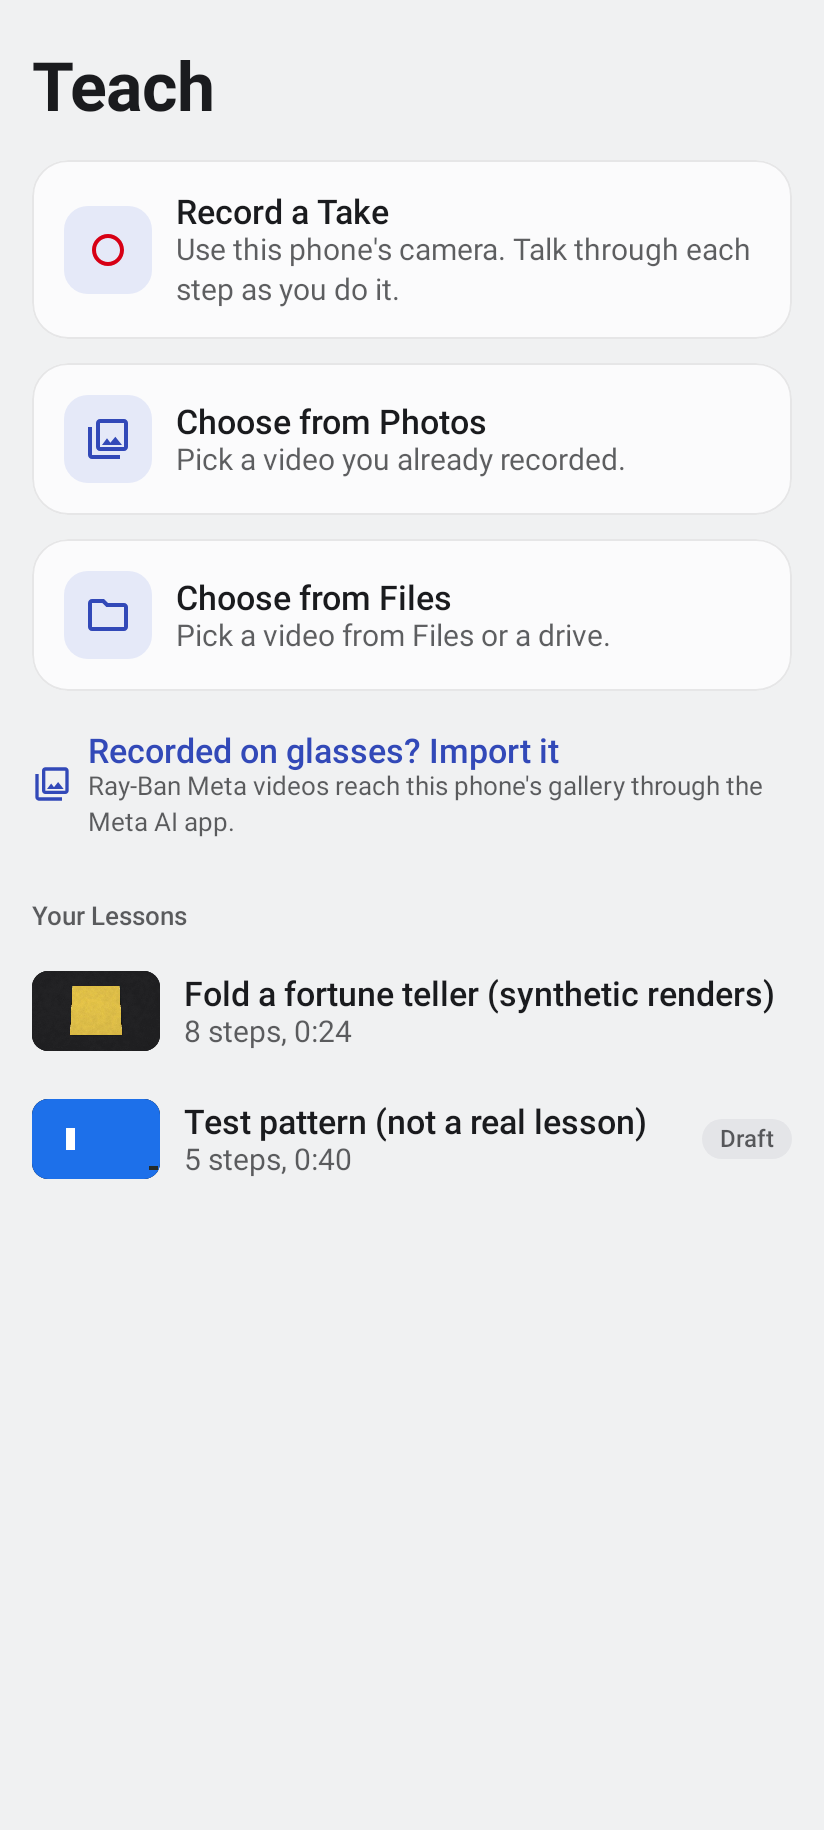 Teach
Record a Take
Use this phone's camera. Talk through each
step as you do it.
Choose from Photos
Pick a video you already recorded.
Choose from Files
Pick a video from Files or a drive.
Recorded on glasses? Import it
Ray-Ban Meta videos reach this phone's gallery through the
Meta AI app.
Your Lessons
Fold a fortune teller (synthetic renders)
8 steps, 0:24
Test pattern (not a real lesson)
Draft
5 steps, 0:40